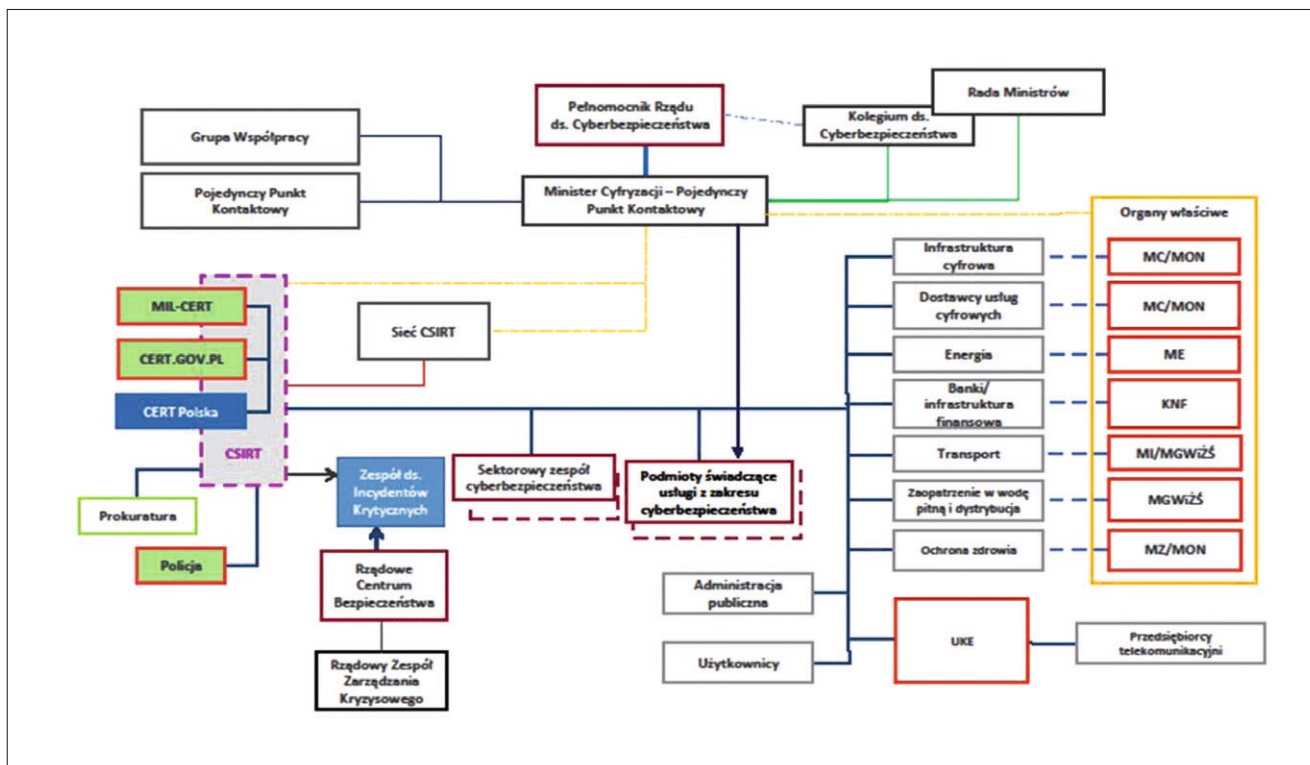 Pełnomocnik Rządu
ds. Cyberbezpieczeństwa
Kolegium ds.
Cyberbezpieczeństwa
Rada Ministrów
Grupa Współpracy
Pojedynczy Punkt
Kontaktowy
Minister Cyfryzacji – Pojedynczy
Punkt Kontaktowy
Organy właściwe
Infrastruktura
cyfrowa
MC/MON
Dostawcy usług
cyfrowych
MC/MON
Energia
ME
Banki/
infrastruktura
finansowa
KNF
Transport
MI/MGWiŻŚ
Zaopatrzenie w wodę
pitną i dystrybucja
MGWiŻŚ
Ochrona zdrowia
MZ/MON
MIL-CERT
CERT.GOV.PL
CERT Polska
CSIRT
Sieć CSIRT
Prokuratura
Policja
Zespół ds.
Incydentów
Krytycznych
Sektorowy zespół
cyberbezpieczeństwa
Podmioty świadczące
usługi z zakresu
cyberbezpieczeństwa
Rządowe
Centrum
Bezpieczeństwa
Rządowy Zespół
Zarządzania
Kryzysowego
Administracja
publiczna
Użytkownicy
UKE
Przedsiębiorcy
telekomunikacyjni